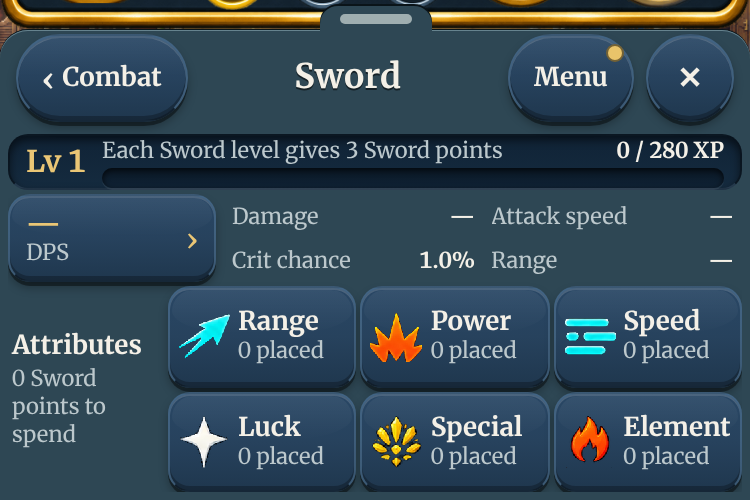 ‹ Combat
Sword
Menu
×
Lv 1
Each Sword level gives 3 Sword points
0 / 280 XP
—
DPS
›
Damage —
Attack speed —
Crit chance 1.0%
Range —
Attributes
0 Sword
points to
spend
Range
0 placed
Power
0 placed
Speed
0 placed
Luck
0 placed
Special
0 placed
Element
0 placed